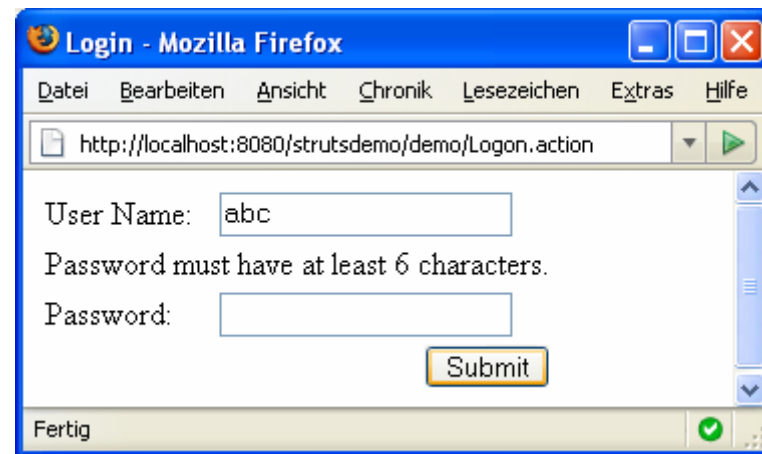 Login - Mozilla Firefox
Datei Bearbeiten Ansicht Chronik Lesezeichen Extras Hilfe
http://localhost:8080/strutsdemo/demo/Logon.action
User Name: abc
Password must have at least 6 characters.
Password:
Submit
Fertig